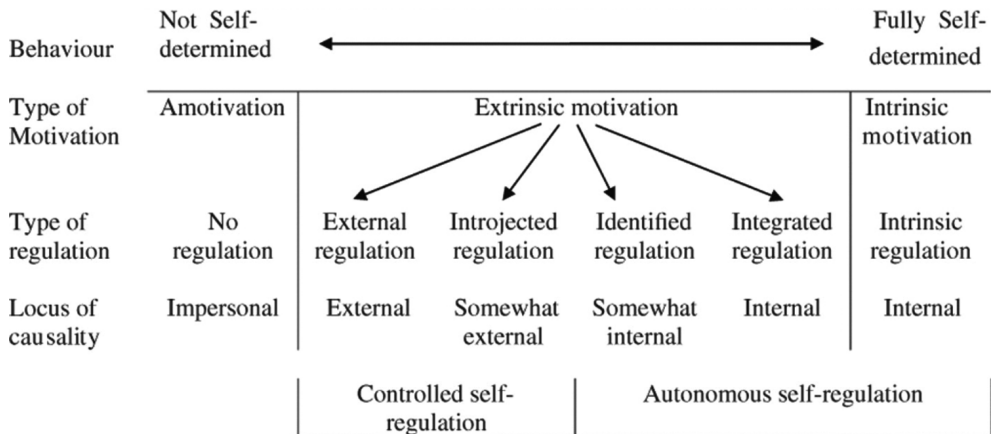 Behaviour
Not Self-
determined
Fully Self-
determined
Type of
Motivation
Amotivation
Extrinsic motivation
Intrinsic
motivation
Type of
regulation
No
regulation
External
regulation
Introjected
regulation
Identified
regulation
Integrated
regulation
Intrinsic
regulation
Locus of
causality
Impersonal
External
Somewhat
external
Somewhat
internal
Internal
Internal
Controlled self-
regulation
Autonomous self-regulation